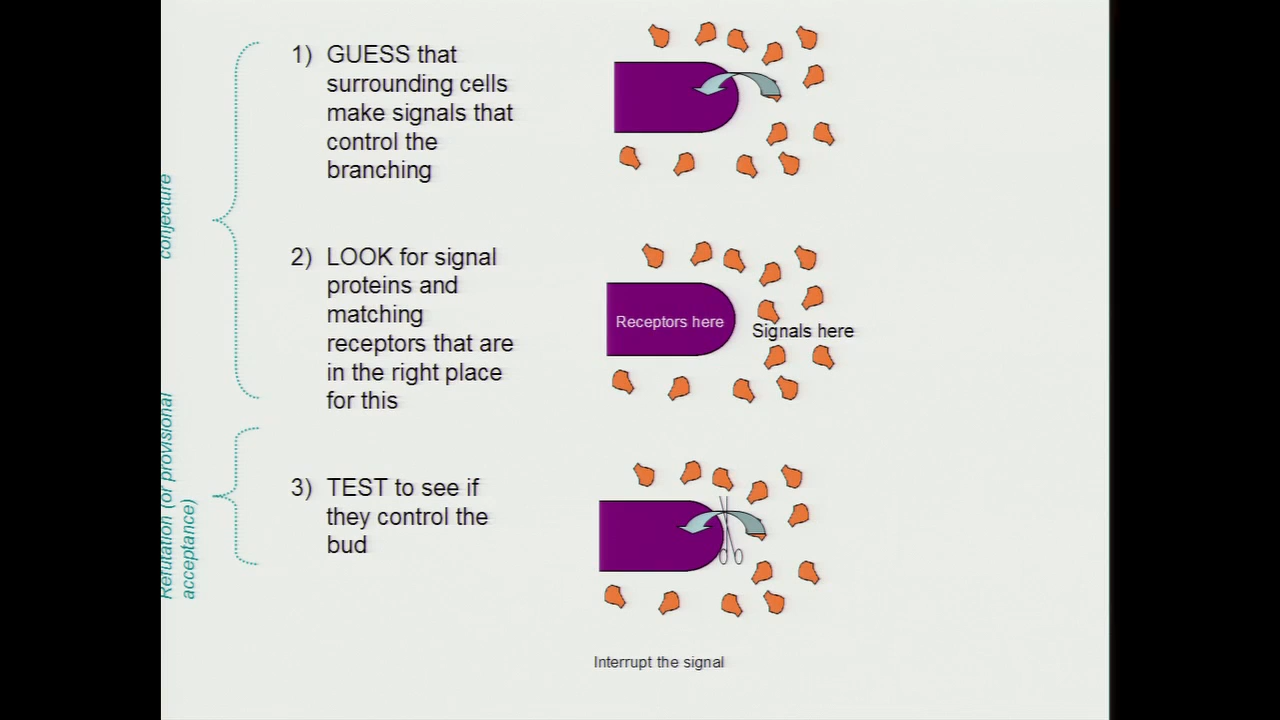 1) GUESS that
surrounding cells
make signals that
control the
branching
conjecture
2) LOOK for signal
proteins and
matching
receptors that are
in the right place
for this
Receptors here
Signals here
Refutation (or provisional
acceptance)
3) TEST to see if
they control the
bud
Interrupt the signal